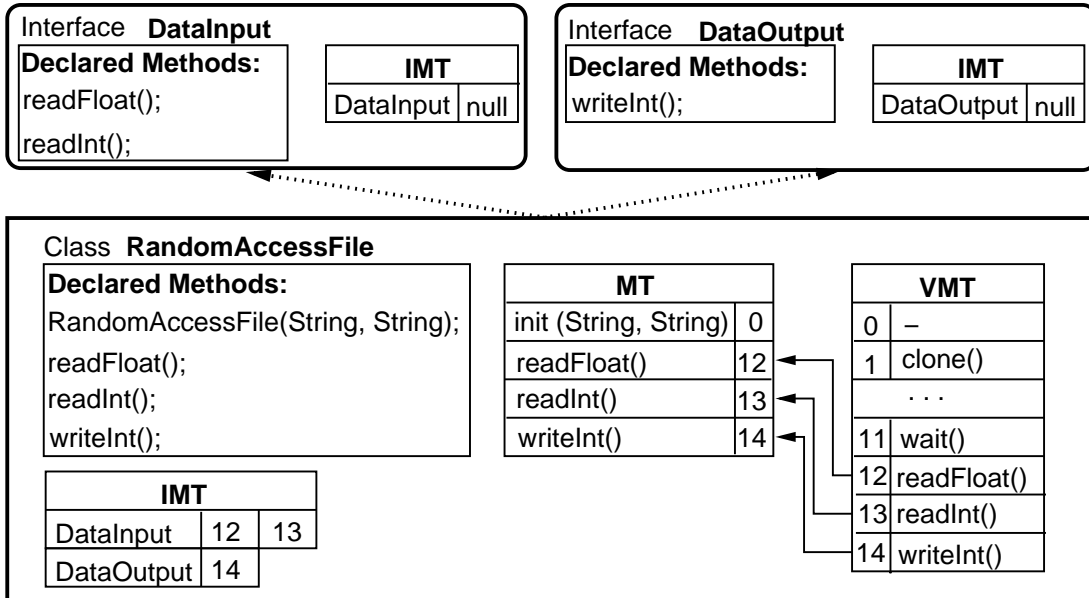 Interface DataInput
Declared Methods:
readFloat();
readInt();
IMT
DataInput null
Interface DataOutput
Declared Methods:
writeInt();
IMT
DataOutput null
Class RandomAccessFile
Declared Methods:
RandomAccessFile(String, String);
readFloat();
readInt();
writeInt();
IMT
DataInput 12 13
DataOutput 14
MT
init (String, String) 0
readFloat() 12
readInt() 13
writeInt() 14
VMT
0 –
1 clone()
. . .
11 wait()
12 readFloat()
13 readInt()
14 writeInt()